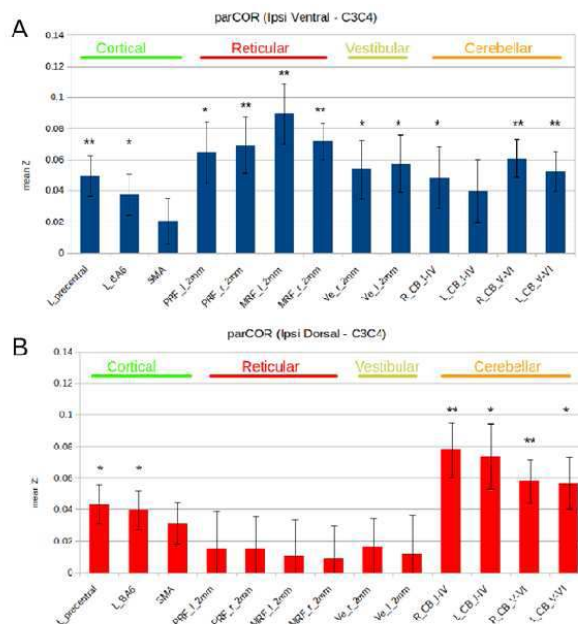 A
parCOR (Ipsi Ventral - C3C4)
0.14
Cortical Reticular Vestibular Cerebellar
0.12
0.1
0.08
0.06
0.04
0.02
0
** * * ** ** ** * * * ** **
mean Z
L_precentral L_BA6 SMA PRF_l_2mm PRF_r_2mm MRF_l_2mm MRF_r_2mm Ve_r_2mm Ve_l_2mm R_CB_I-IV L_CB_I-IV R_CB_V-VI L_CB_V-VI
B
parCOR (Ipsi Dorsal - C3C4)
0.14
Cortical Reticular Vestibular Cerebellar
0.12
0.1
0.08
0.06
0.04
0.02
0
* * ** * ** *
mean Z
L_precentral L_BA6 SMA PRF_l_2mm PRF_r_2mm MRF_l_2mm MRF_r_2mm Ve_r_2mm Ve_l_2mm R_CB_I-IV L_CB_I-IV R_CB_V-VI L_CB_V-VI